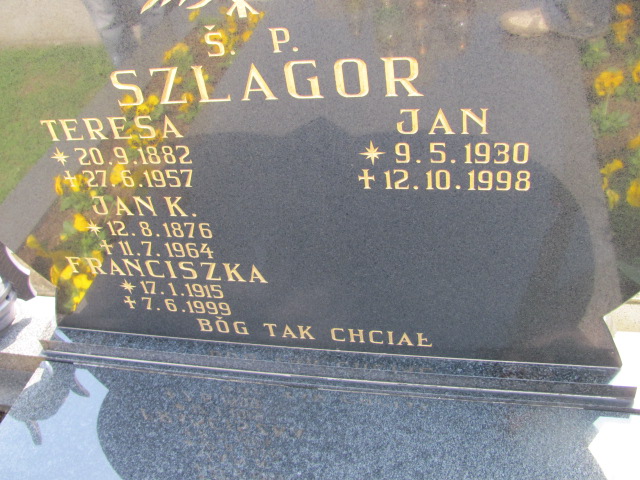 Š. P.
SZLAGOR
TERESA
* 20.9.1882
+ 27.6.1957
JAN K.
* 12.8.1876
+ 11.7.1964
FRANCISZKA
* 17.1.1915
+ 7.6.1999
JAN
* 9.5.1930
+ 12.10.1998
BŎG TAK CHCIAŁ